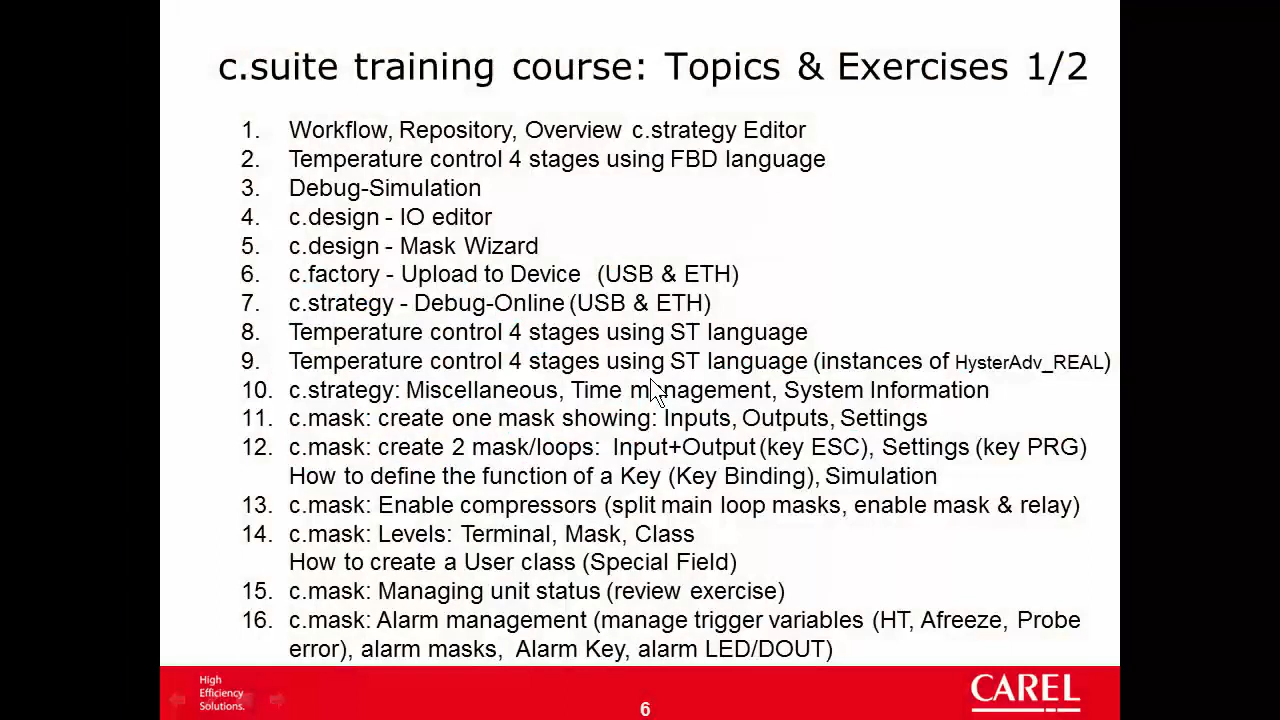 c.suite training course: Topics & Exercises 1/2
1. Workflow, Repository, Overview c.strategy Editor
2. Temperature control 4 stages using FBD language
3. Debug-Simulation
4. c.design - IO editor
5. c.design - Mask Wizard
6. c.factory - Upload to Device (USB & ETH)
7. c.strategy - Debug-Online (USB & ETH)
8. Temperature control 4 stages using ST language
9. Temperature control 4 stages using ST language (instances of HysterAdv_REAL)
10. c.strategy: Miscellaneous, Time management, System Information
11. c.mask: create one mask showing: Inputs, Outputs, Settings
12. c.mask: create 2 mask/loops: Input+Output (key ESC), Settings (key PRG)
How to define the function of a Key (Key Binding), Simulation
13. c.mask: Enable compressors (split main loop masks, enable mask & relay)
14. c.mask: Levels: Terminal, Mask, Class
How to create a User class (Special Field)
15. c.mask: Managing unit status (review exercise)
16. c.mask: Alarm management (manage trigger variables (HT, Afreeze, Probe
error), alarm masks, Alarm Key, alarm LED/DOUT)
High
Efficiency
Solutions.
6
CAREL